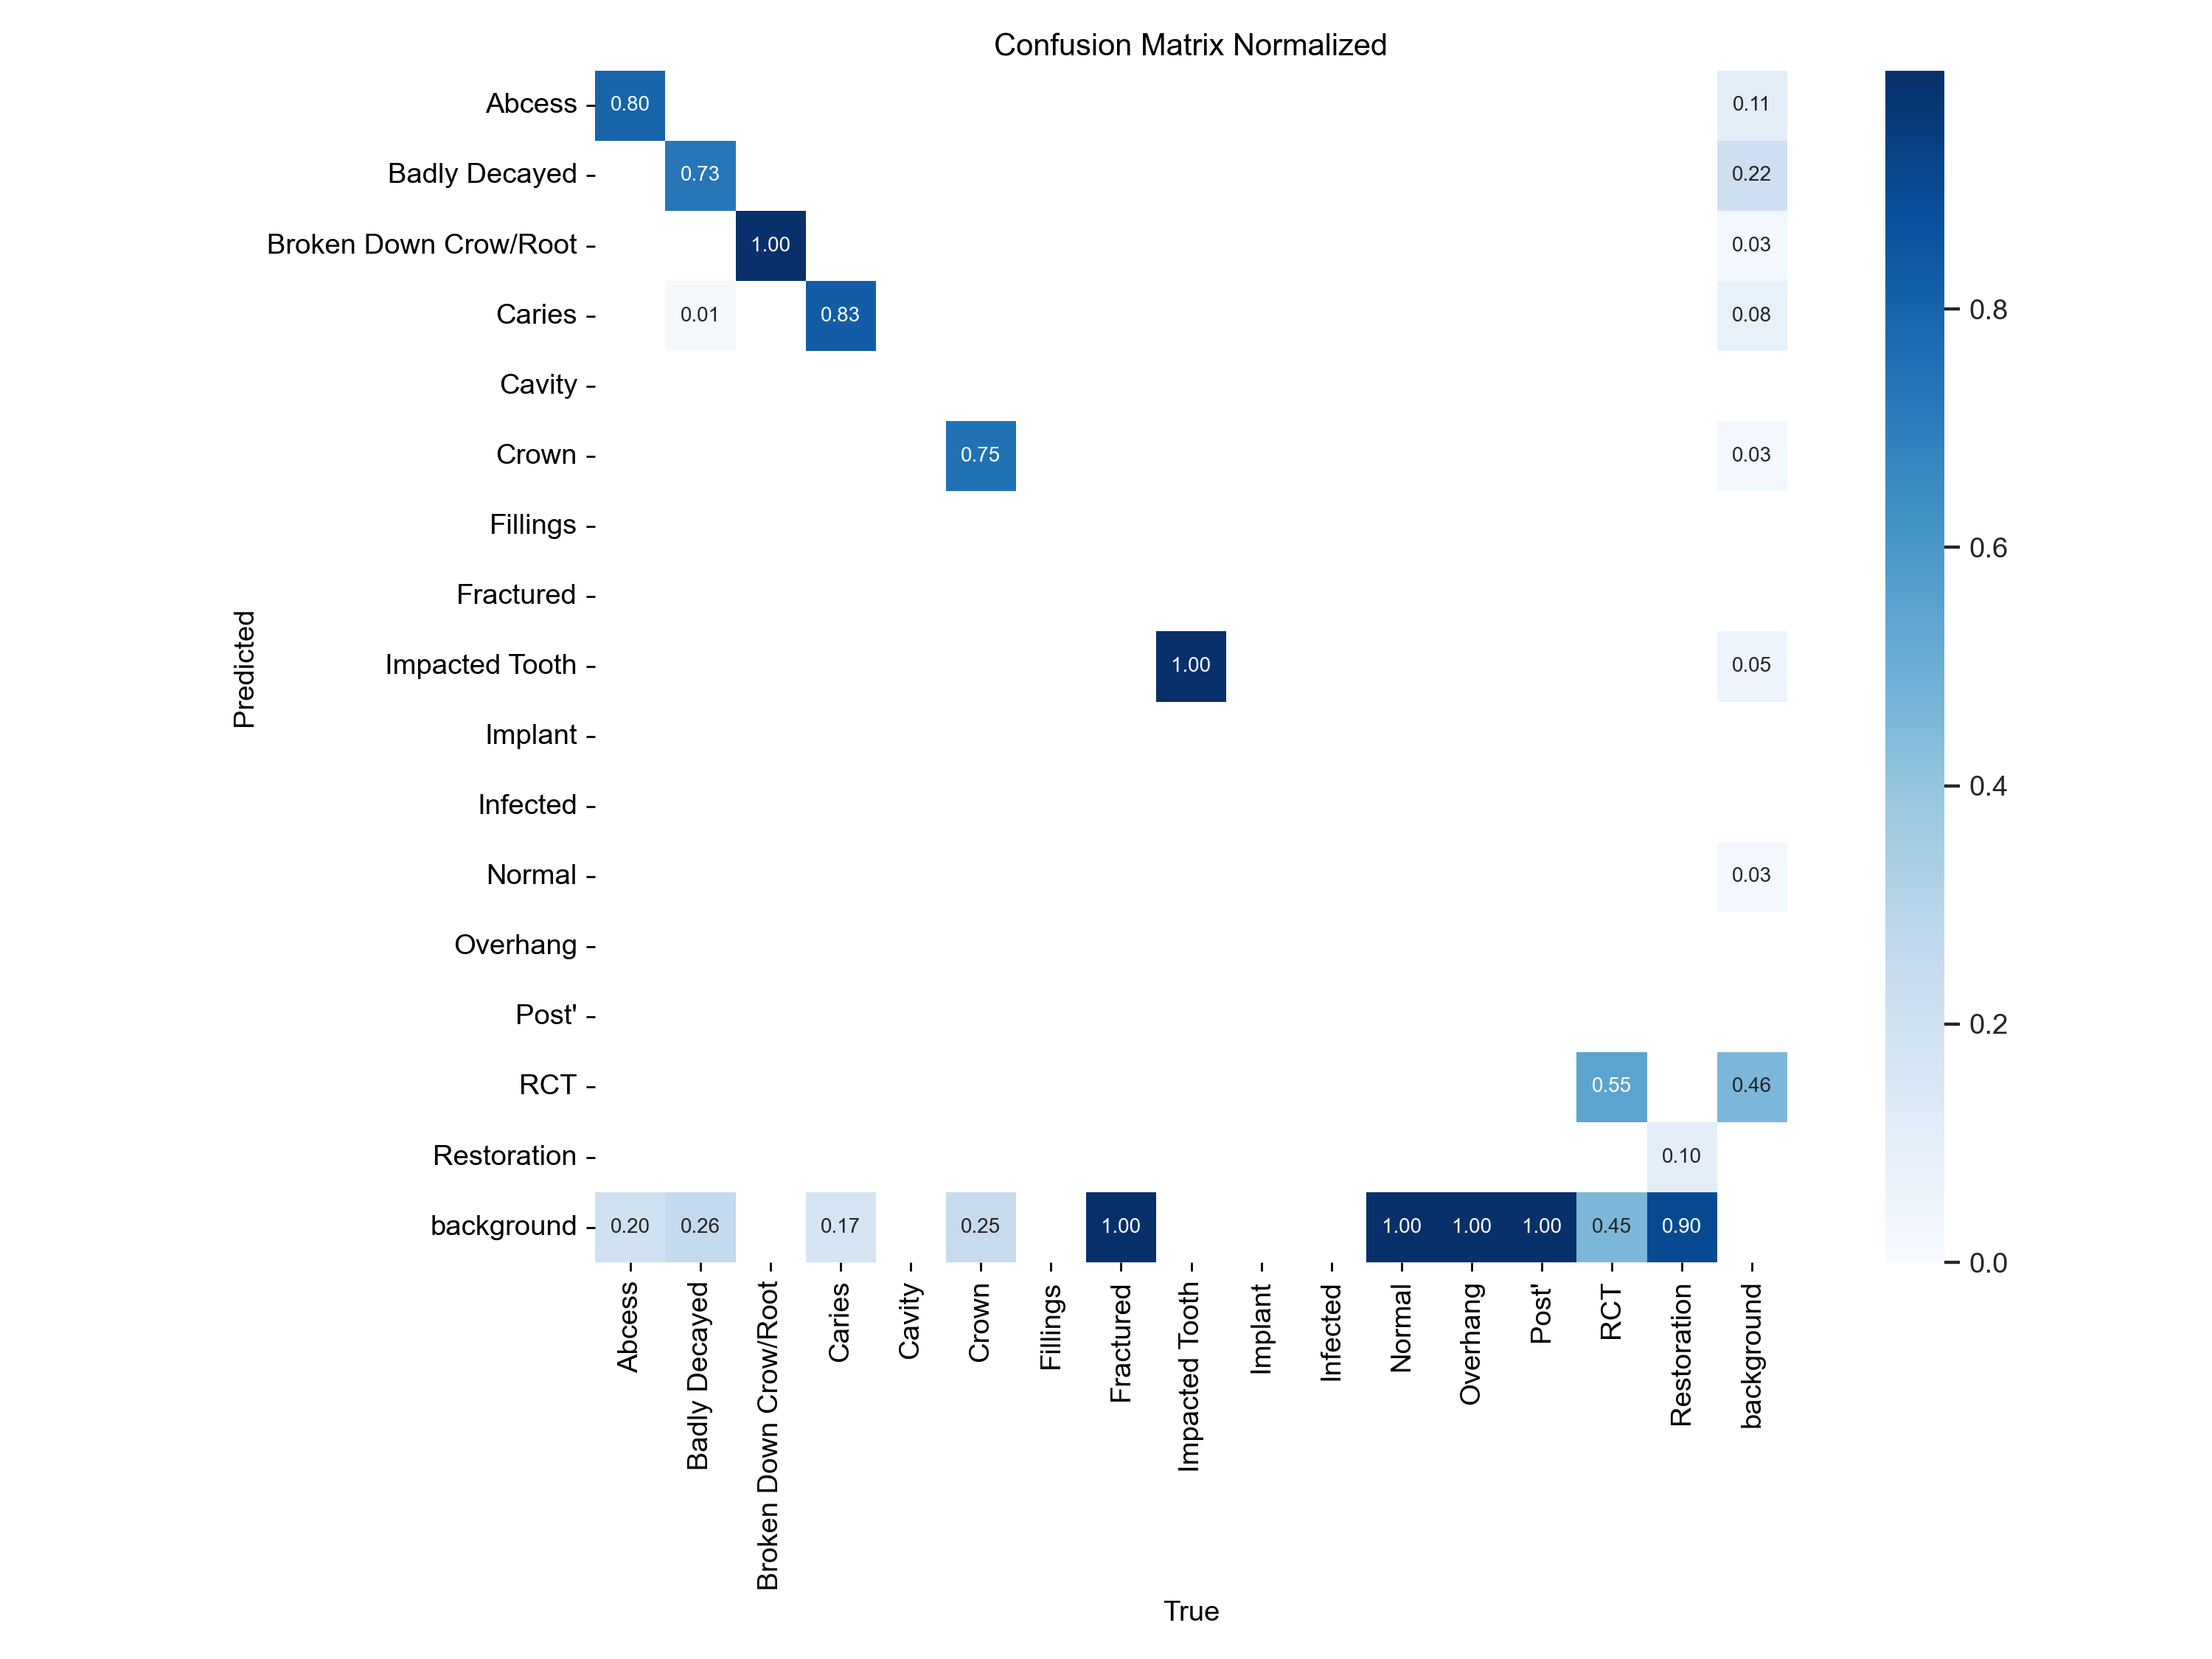 Confusion Matrix Normalized
Abcess 0.80 0.11
Badly Decayed 0.73 0.22
Broken Down Crow/Root 1.00 0.03
Caries 0.01 0.83 0.08 0.8
Cavity
Crown 0.75 0.03
Fillings 0.6
Fractured
Predicted
Impacted Tooth 1.00 0.05
Implant
0.4
Infected
Normal 0.03
Overhang
Post' 0.2
RCT 0.55 0.46
Restoration 0.10
background 0.20 0.26 0.17 0.25 1.00 1.00 1.00 1.00 0.45 0.90
0.0
Abcess
Badly Decayed
Broken Down Crow/Root
Caries
Cavity
Crown
Fillings
Fractured
Impacted Tooth
Implant
Infected
Normal
Overhang
Post'
RCT
Restoration
background
True